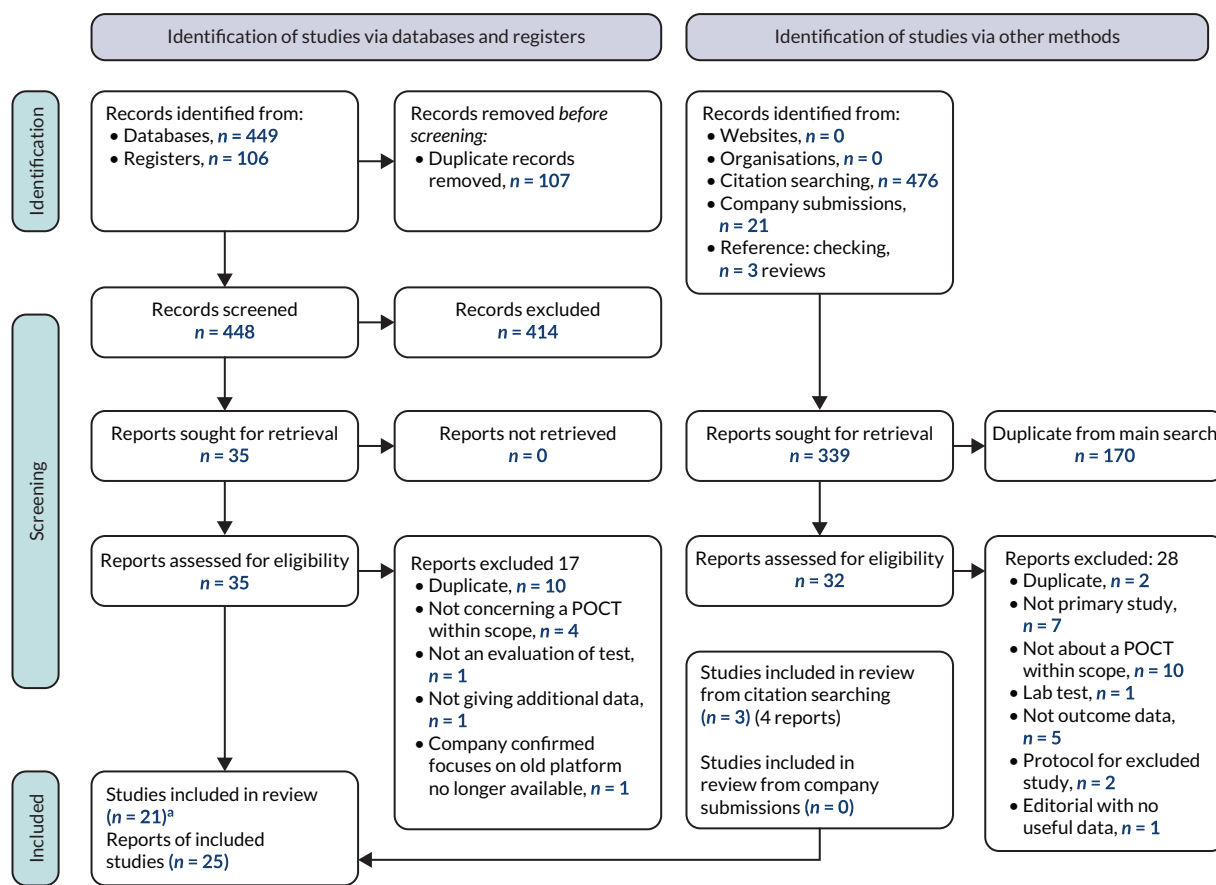 Identification of studies via databases and registers
Identification of studies via other methods
Identification
Records identified from:
• Databases, n = 449
• Registers, n = 106
Records removed before
screening:
• Duplicate records
removed, n = 107
Records identified from:
• Websites, n = 0
• Organisations, n = 0
• Citation searching, n = 476
• Company submissions,
n = 21
• Reference: checking,
n = 3 reviews
Screening
Records screened
n = 448
Records excluded
n = 414
Reports sought for retrieval
n = 35
Reports not retrieved
n = 0
Reports sought for retrieval
n = 339
Duplicate from main search
n = 170
Reports assessed for eligibility
n = 35
Reports excluded 17
• Duplicate, n = 10
• Not concerning a POCT
within scope, n = 4
• Not an evaluation of test,
n = 1
• Not giving additional data,
n = 1
• Company confirmed
focuses on old platform
no longer available, n = 1
Reports assessed for eligibility
n = 32
Reports excluded: 28
• Duplicate, n = 2
• Not primary study,
n = 7
• Not about a POCT
within scope, n = 10
• Lab test, n = 1
• Not outcome data,
n = 5
• Protocol for excluded
study, n = 2
• Editorial with no
useful data, n = 1
Studies included in review
from citation searching
(n = 3) (4 reports)
Studies included in
review from company
submissions (n = 0)
Included
Studies included in review
(n = 21)ᵃ
Reports of included
studies (n = 25)